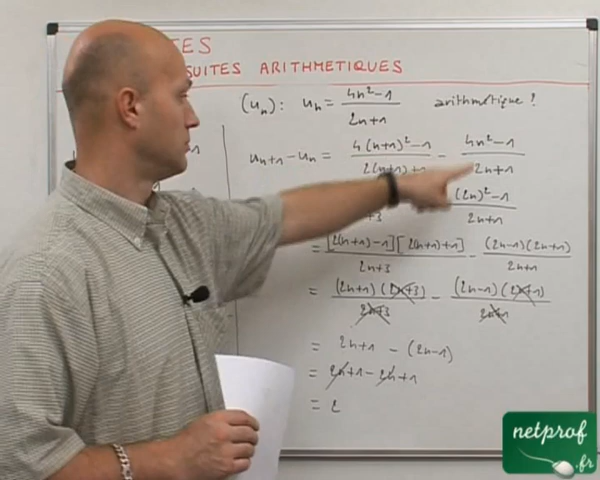 TES
SUITES ARITHMETIQUES
(uₙ): uₙ = (4n²-1)/(2n+1) arithmétique ?
uₙ₊₁ - uₙ = (4(n+1)²-1)/(2(n+1)+1) - (4n²-1)/(2n+1)
(2n)²-1
+3 2n+1
= [2(n+1)-1][2(n+1)+1]/(2n+3) - (2n-1)(2n+1)/(2n+1)
= (2n+1)(2n+3)/(2n+3) - (2n-1)(2n+1)/(2n+1)
= 2n+1 - (2n-1)
= 2n+1-2n+1
= 2
netprof
.fr